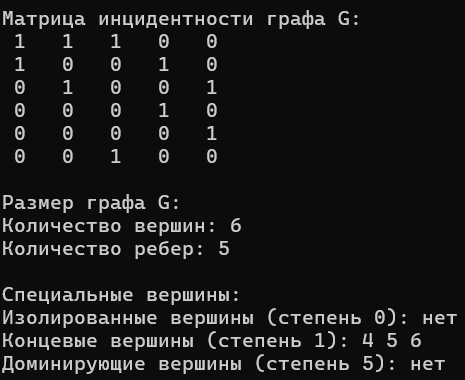 Матрица инцидентности графа G:
1 1 1 0 0
1 0 0 1 0
0 1 0 0 1
0 0 0 1 0
0 0 0 0 1
0 0 1 0 0
Размер графа G:
Количество вершин: 6
Количество ребер: 5
Специальные вершины:
Изолированные вершины (степень 0): нет
Концевые вершины (степень 1): 4 5 6
Доминирующие вершины (степень 5): нет